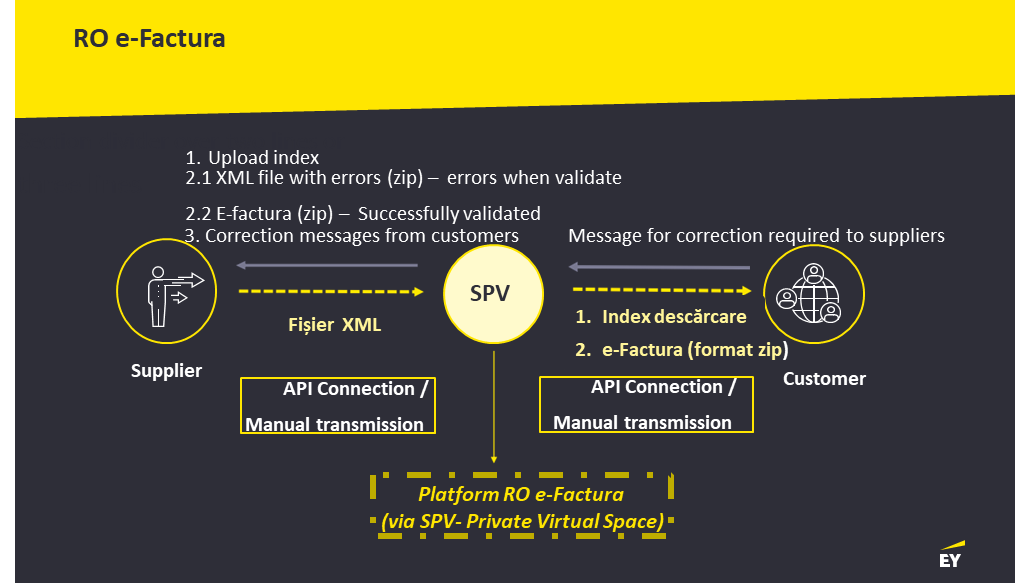 RO e-Factura
1. Upload index
2.1 XML file with errors (zip) – errors when validate
2.2 E-factura (zip) – Successfully validated
3. Correction messages from customers
Message for correction required to suppliers
SPV
Fișier XML
1. Index descărcare
2. e-Factura (format zip)
Supplier
Customer
API Connection /
Manual transmission
API Connection /
Manual transmission
Platform RO e-Factura
(via SPV- Private Virtual Space)
EY